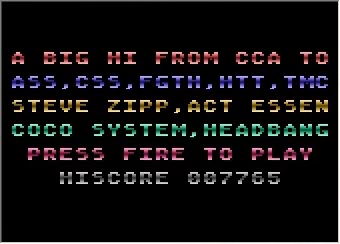 A BIG HI FROM CCA TO
ASS,CSS,FGTH,HTT,TMC
STEVE ZIPP,ACT ESSEN
COCO SYSTEM,HEADBANG
PRESS FIRE TO PLAY
HISCORE 007765